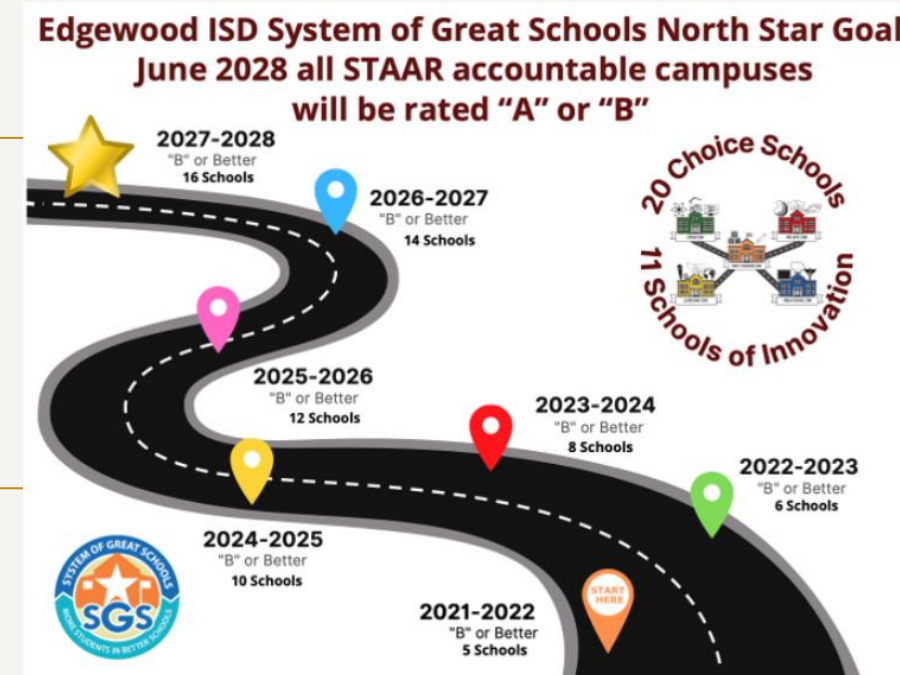 Edgewood ISD System of Great Schools North Star Goal
June 2028 all STAAR accountable campuses
will be rated “A” or “B”
2027-2028
"B" or Better
16 Schools
2026-2027
"B" or Better
14 Schools
20 Choice Schools
11 Schools of Innovation
2025-2026
"B" or Better
12 Schools
2023-2024
"B" or Better
8 Schools
2022-2023
"B" or Better
6 Schools
2024-2025
"B" or Better
10 Schools
SYSTEM OF GREAT SCHOOLS
SGS
MORE STUDENTS IN BETTER SCHOOLS
START
HERE
2021-2022
"B" or Better
5 Schools